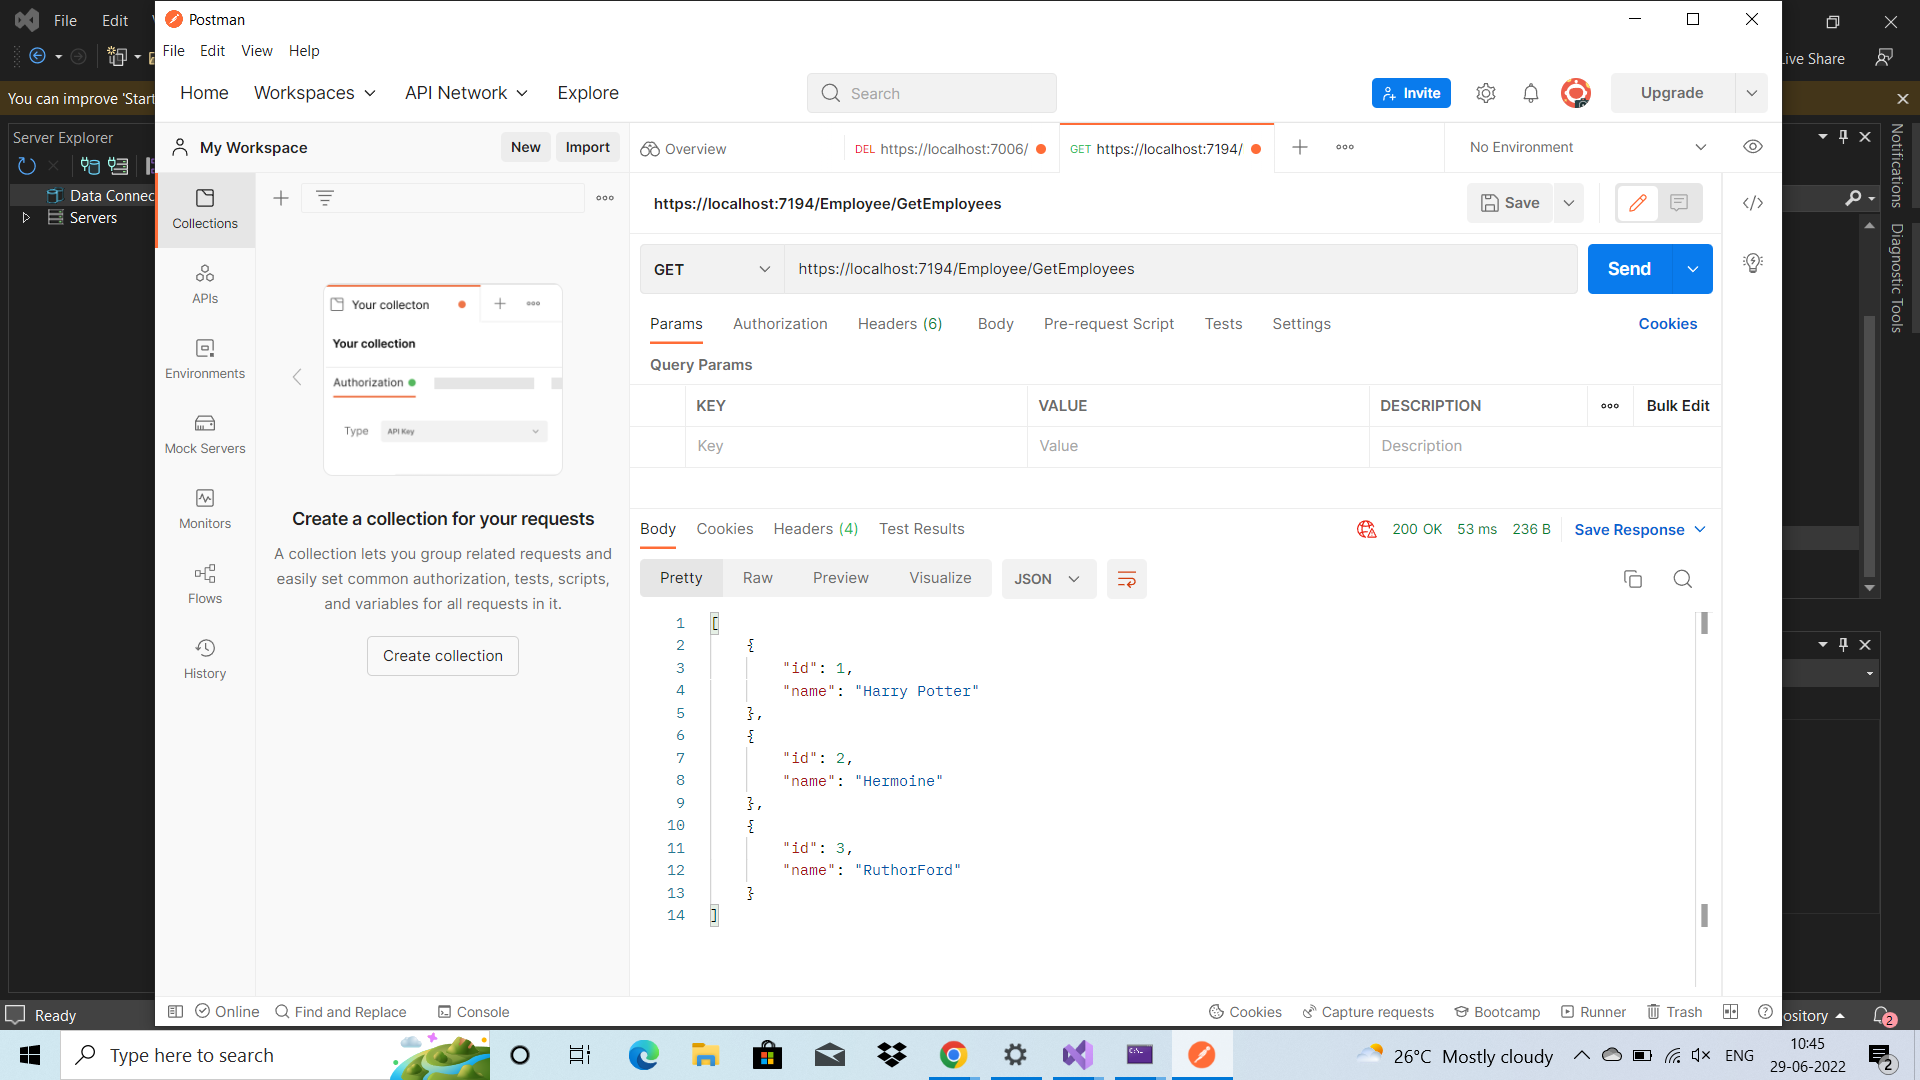 File Edit
Postman
File Edit View Help
Live Share
Home Workspaces API Network Explore
Search
Invite
Upgrade
You can improve 'Start
Server Explorer
Data Connec
Servers
My Workspace
New Import
Overview
DEL https://localhost:7006/
GET https://localhost:7194/
No Environment
Notifications
Diagnostic Tools
Collections
APIs
Environments
Mock Servers
Monitors
Flows
History
Your collecton
Your collection
Authorization
Type API Key
Create a collection for your requests
A collection lets you group related requests and
easily set common authorization, tests, scripts,
and variables for all requests in it.
Create collection
https://localhost:7194/Employee/GetEmployees
Save
GET https://localhost:7194/Employee/GetEmployees
Send
Params Authorization Headers (6) Body Pre-request Script Tests Settings
Cookies
Query Params
KEY VALUE DESCRIPTION
Bulk Edit
Key Value Description
Body Cookies Headers (4) Test Results
200 OK 53 ms 236 B Save Response
Pretty Raw Preview Visualize JSON
1 [
2 {
3 "id": 1,
4 "name": "Harry Potter"
5 },
6 {
7 "id": 2,
8 "name": "Hermoine"
9 },
10 {
11 "id": 3,
12 "name": "RuthorFord"
13 }
14 ]
Online Find and Replace Console
Cookies Capture requests Bootcamp Runner Trash
Ready
ository
2
Type here to search
26°C Mostly cloudy
ENG
10:45
29-06-2022
2